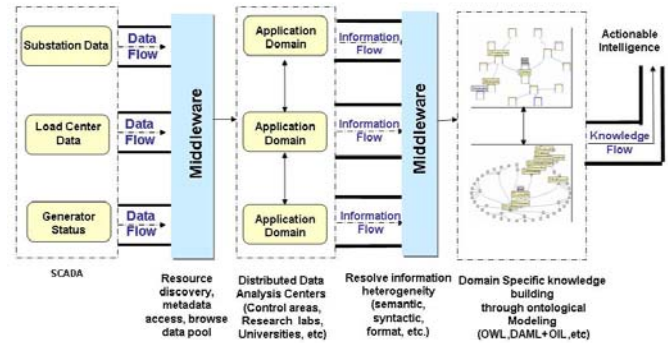 Substation Data
Data
Flow
Load Center
Data
Data
Flow
Generator
Status
Data
Flow
SCADA
Middleware
Resource
discovery,
metadata
access, browse
data pool
Application
Domain
Application
Domain
Application
Domain
Distributed Data
Analysis Centers
(Control areas,
Research labs,
Universities, etc)
Information
Flow
Information
Flow
Information
Flow
Middleware
Resolve information
heterogeneity
(semantic,
syntactic,
format, etc.)
Domain Specific knowledge
building
through ontological
Modeling
(OWL,DAML+OIL,etc)
Knowledge
Flow
Actionable
Intelligence